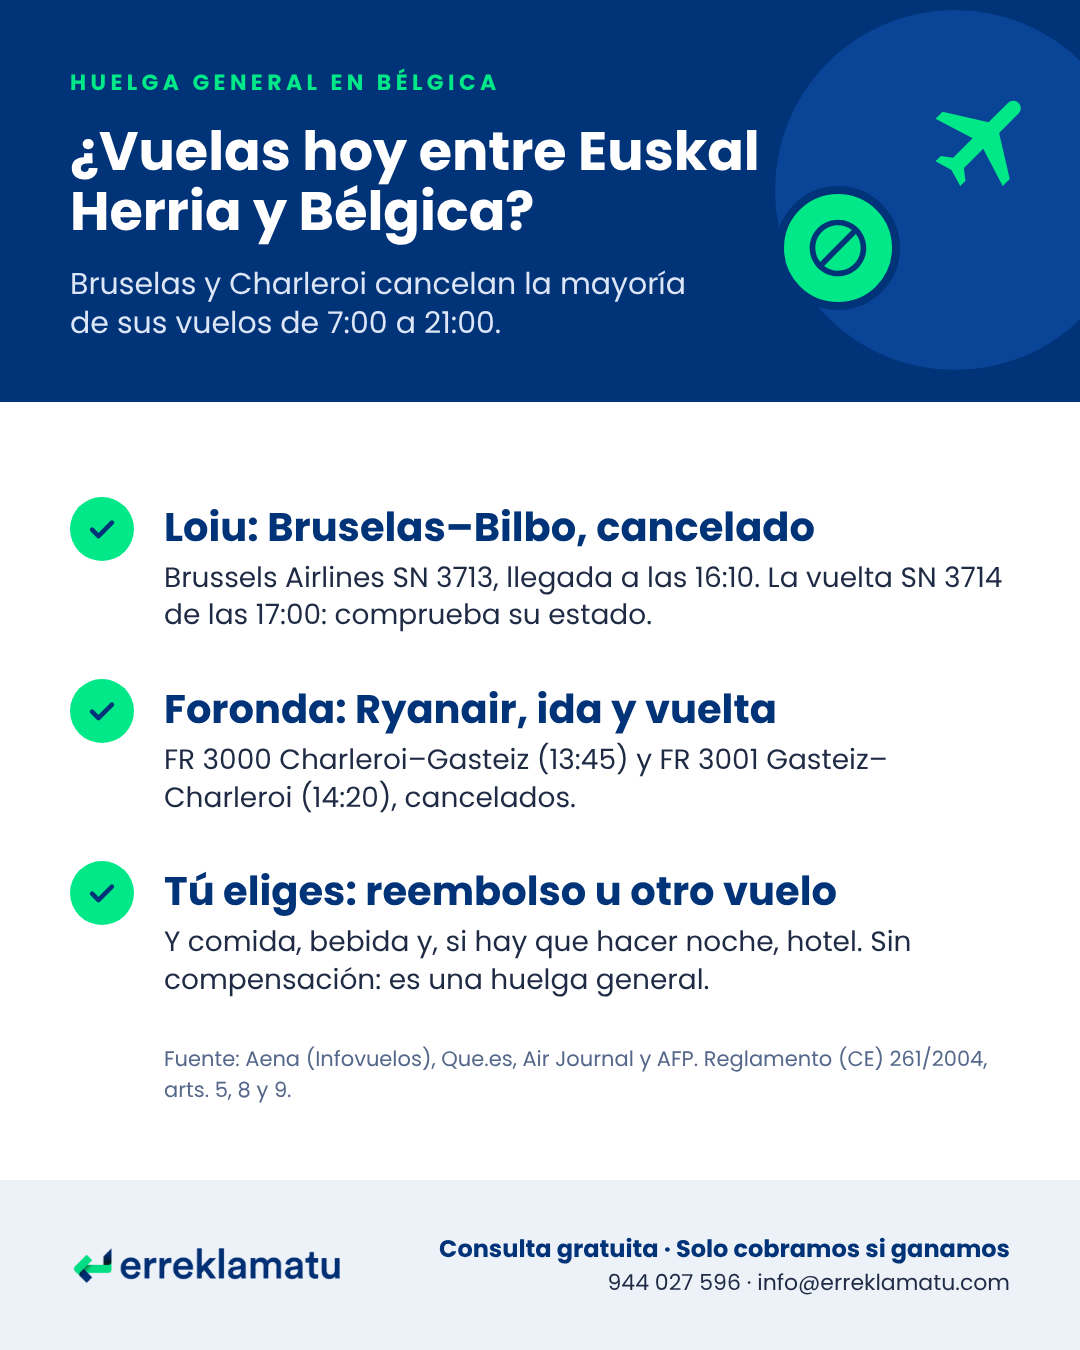 HUELGA GENERAL EN BÉLGICA
¿Vuelas hoy entre Euskal
Herria y Bélgica?
Bruselas y Charleroi cancelan la mayoría
de sus vuelos de 7:00 a 21:00.
Loiu: Bruselas–Bilbo, cancelado
Brussels Airlines SN 3713, llegada a las 16:10. La vuelta SN 3714
de las 17:00: comprueba su estado.
Foronda: Ryanair, ida y vuelta
FR 3000 Charleroi–Gasteiz (13:45) y FR 3001 Gasteiz–
Charleroi (14:20), cancelados.
Tú eliges: reembolso u otro vuelo
Y comida, bebida y, si hay que hacer noche, hotel. Sin
compensación: es una huelga general.
Fuente: Aena (Infovuelos), Que.es, Air Journal y AFP. Reglamento (CE) 261/2004,
arts. 5, 8 y 9.
erreklamatu
Consulta gratuita · Solo cobramos si ganamos
944 027 596 · info@erreklamatu.com